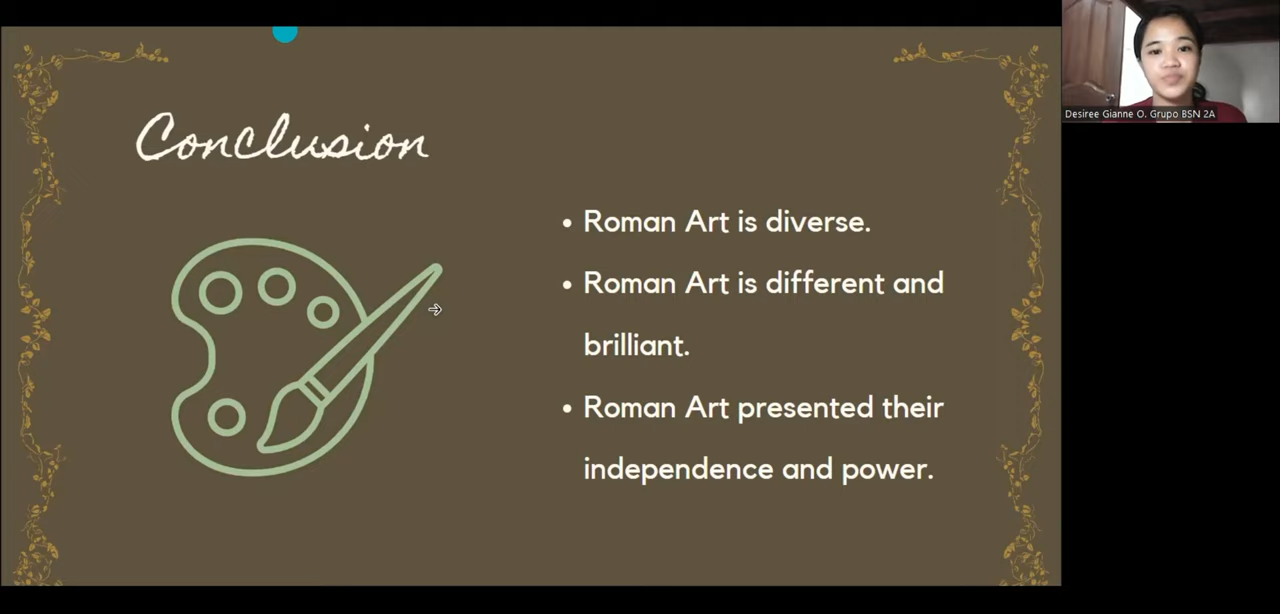 Conclusion
• Roman Art is diverse.
• Roman Art is different and
brilliant.
• Roman Art presented their
independence and power.
Desiree Gianne O. Grupo BSN 2A